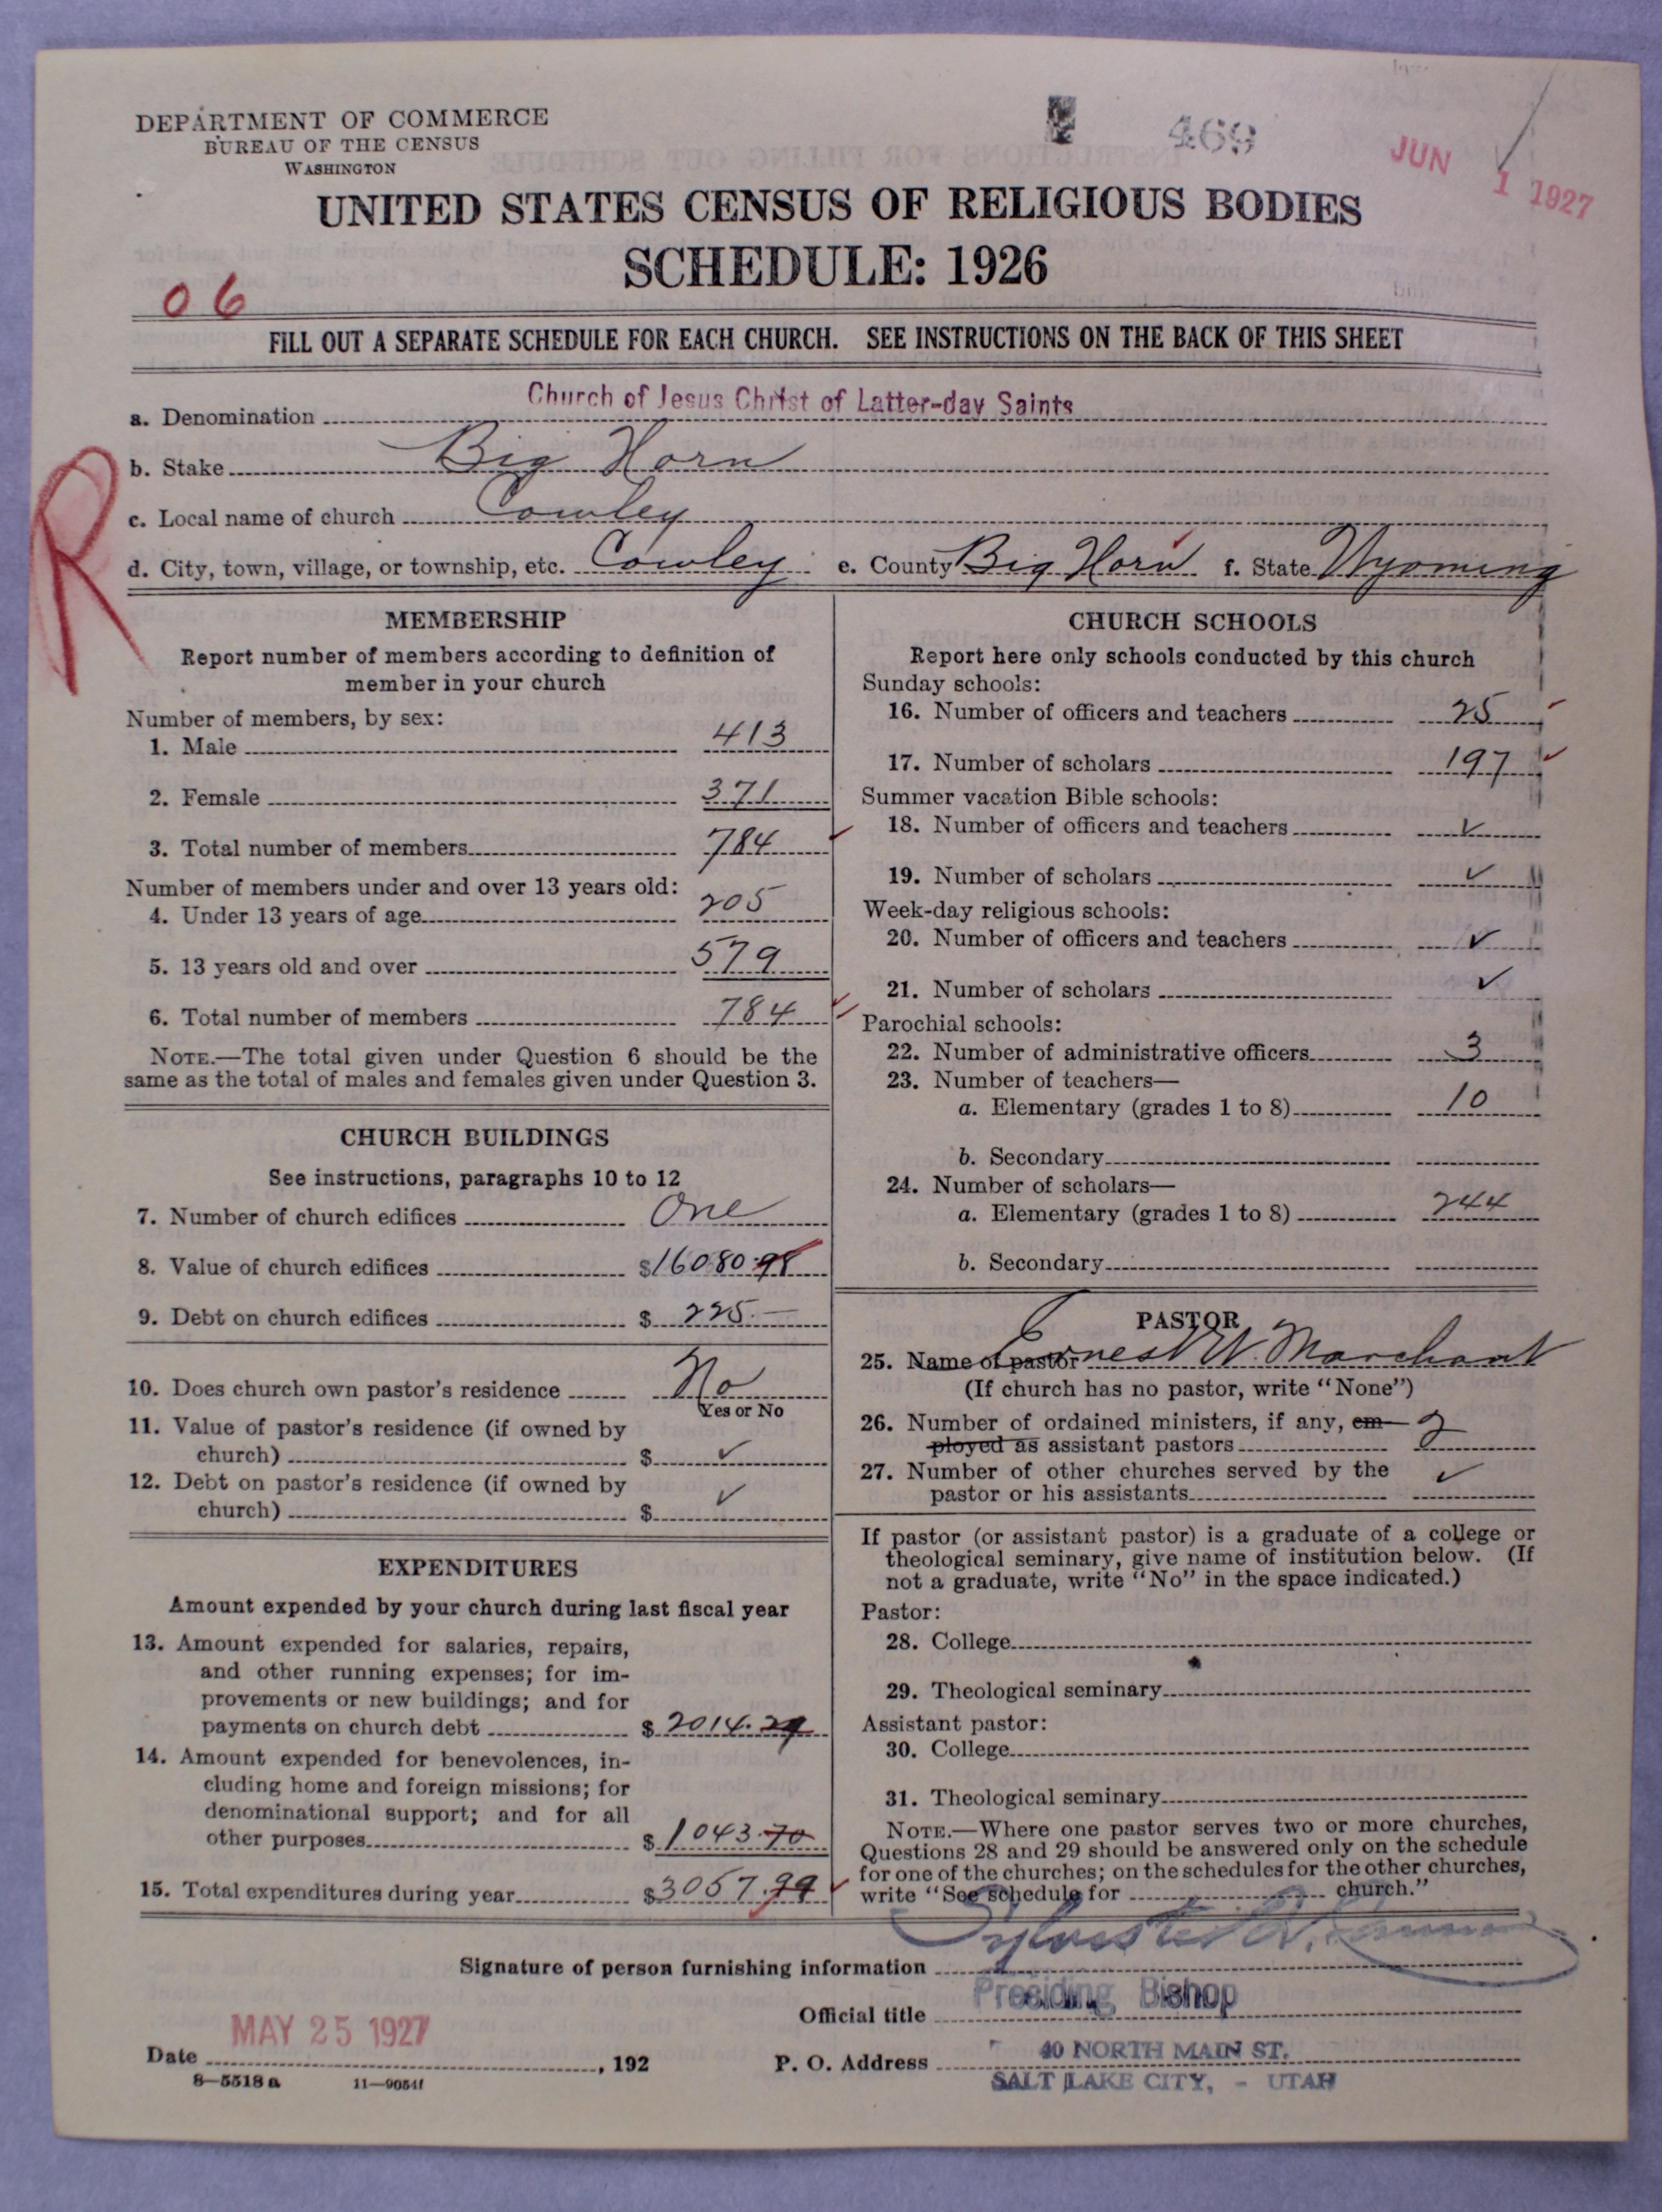 DEPARTMENT OF COMMERCE
BUREAU OF THE CENSUS
WASHINGTON
469
JUN 1 1927
UNITED STATES CENSUS OF RELIGIOUS BODIES
SCHEDULE: 1926
06
FILL OUT A SEPARATE SCHEDULE FOR EACH CHURCH. SEE INSTRUCTIONS ON THE BACK OF THIS SHEET
R
a. Denomination Church of Jesus Christ of Latter-day Saints
b. Stake Big Horn
c. Local name of church Cowley
d. City, town, village, or township, etc. Cowley e. County Big Horn f. State Wyoming
MEMBERSHIP
Report number of members according to definition of
member in your church
Number of members, by sex:
1. Male 413
2. Female 371
3. Total number of members 784
Number of members under and over 13 years old:
4. Under 13 years of age 205
5. 13 years old and over 579
6. Total number of members 784
NOTE.—The total given under Question 6 should be the
same as the total of males and females given under Question 3.
CHURCH BUILDINGS
See instructions, paragraphs 10 to 12
7. Number of church edifices One
8. Value of church edifices $16080.98
9. Debt on church edifices $225.—
10. Does church own pastor's residence No
Yes or No
11. Value of pastor's residence (if owned by
church) $ ✓
12. Debt on pastor's residence (if owned by
church) $ ✓
EXPENDITURES
Amount expended by your church during last fiscal year
13. Amount expended for salaries, repairs,
and other running expenses; for im-
provements or new buildings; and for
payments on church debt $2014.29
14. Amount expended for benevolences, in-
cluding home and foreign missions; for
denominational support; and for all
other purposes $1043.70
15. Total expenditures during year $3057.99
CHURCH SCHOOLS
Report here only schools conducted by this church
Sunday schools:
16. Number of officers and teachers 25
17. Number of scholars 197
Summer vacation Bible schools:
18. Number of officers and teachers ✓
19. Number of scholars ✓
Week-day religious schools:
20. Number of officers and teachers ✓
21. Number of scholars ✓
Parochial schools:
22. Number of administrative officers 3
23. Number of teachers—
a. Elementary (grades 1 to 8) 10
b. Secondary
24. Number of scholars—
a. Elementary (grades 1 to 8) 244
b. Secondary
PASTOR
25. Name of pastor Ernest W. Marchant
(If church has no pastor, write "None")
26. Number of ordained ministers, if any, em- 2
ployed as assistant pastors
27. Number of other churches served by the ✓
pastor or his assistants
If pastor (or assistant pastor) is a graduate of a college or
theological seminary, give name of institution below. (If
not a graduate, write "No" in the space indicated.)
Pastor:
28. College
29. Theological seminary
Assistant pastor:
30. College
31. Theological seminary
NOTE.—Where one pastor serves two or more churches,
Questions 28 and 29 should be answered only on the schedule
for one of the churches; on the schedules for the other churches,
write "See schedule for church."
Signature of person furnishing information Sylvester Q. Cannon
Official title Presiding Bishop
Date MAY 25 1927, 192
P. O. Address 40 NORTH MAIN ST.
SALT LAKE CITY, - UTAH
8—5518 a 11—9054f